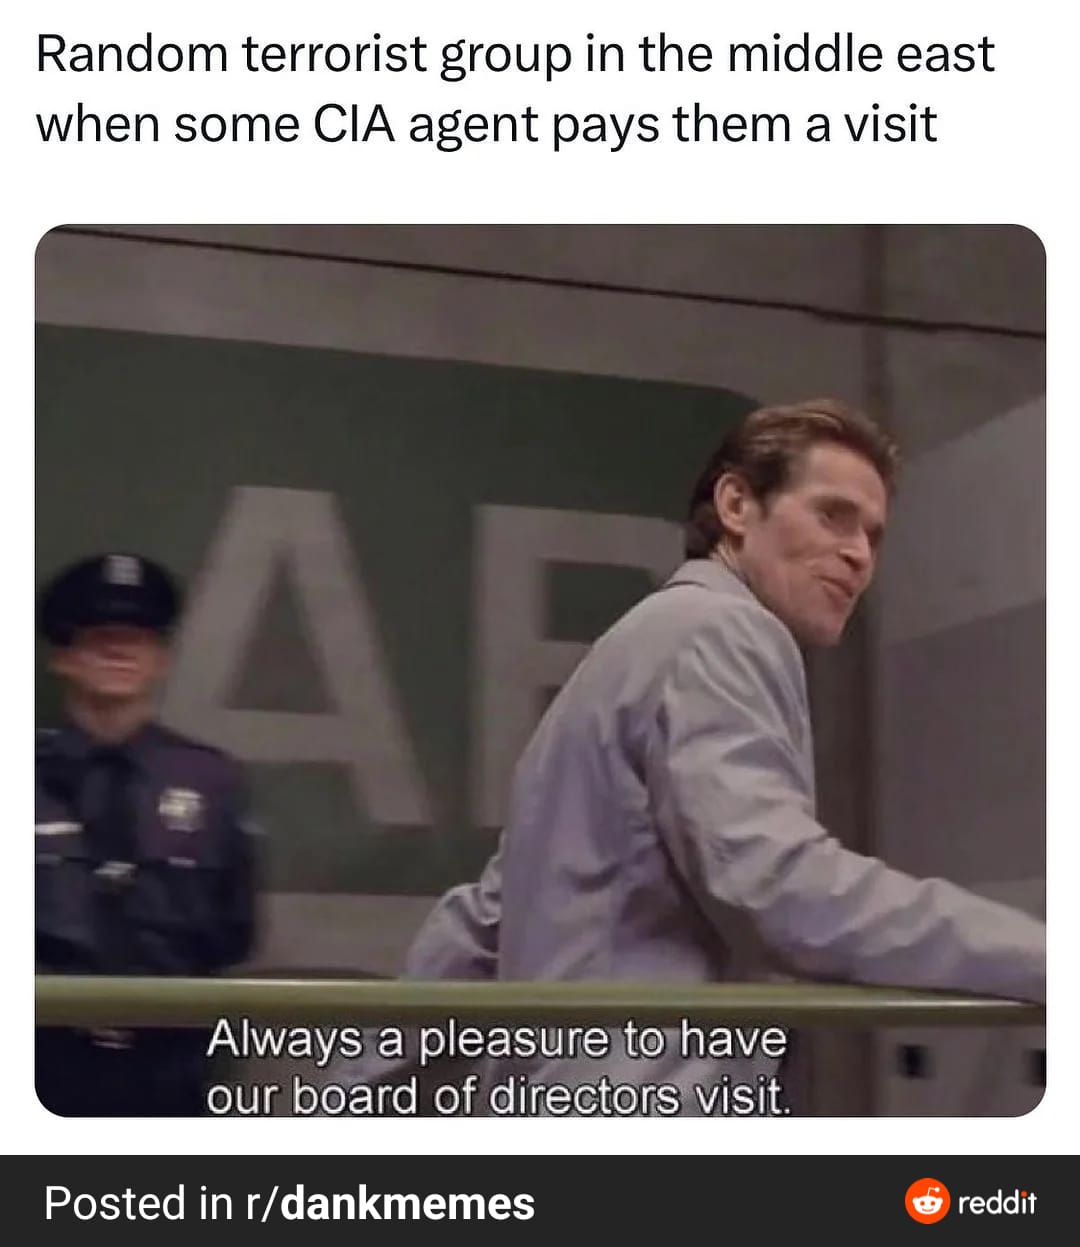 Random terrorist group in the middle east
when some CIA agent pays them a visit
A
Always a pleasure to have
our board of directors visit.
Posted in r/dankmemes
reddit